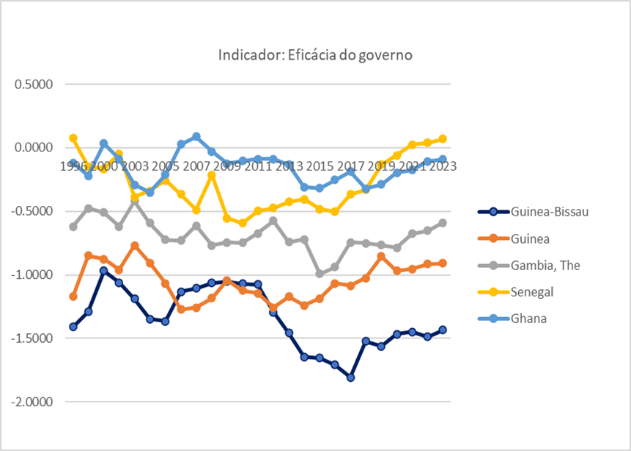 Indicador: Eficácia do governo
0.5000
0.0000
1996 2000 2003 2005 2007 2009 2011 2013 2015 2017 2019 2021 2023
-0.5000
-1.0000
-1.5000
-2.0000
Guinea-Bissau
Guinea
Gambia, The
Senegal
Ghana